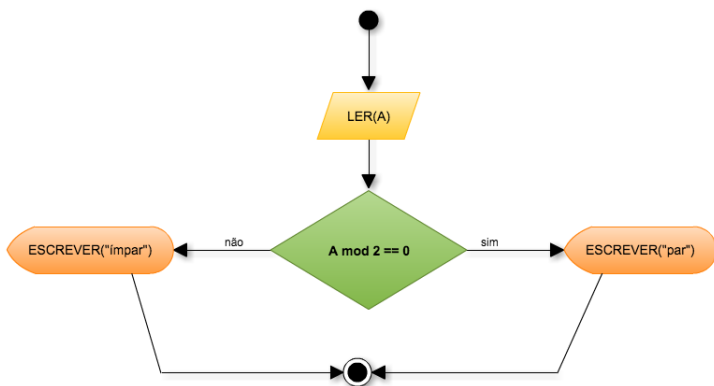 LER(A)
não
sim
ESCREVER("ímpar")
A mod 2 == 0
ESCREVER("par")